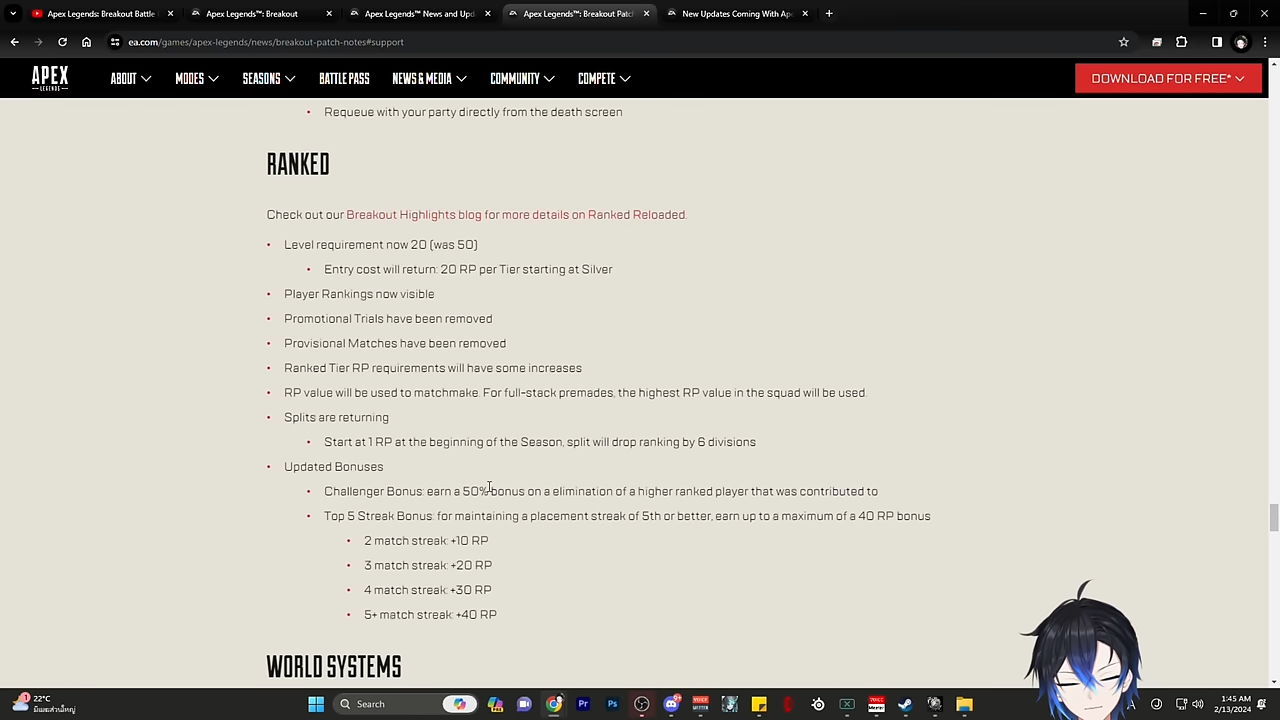 Apex Legends: Breakout Battle
Apex Legends™: Breakout
Apex Legends™ News and Upd
Apex Legends™: Breakout Patc
New Updates Coming With Ape
ea.com/games/apex-legends/news/breakout-patch-notes#support
APEX
LEGENDS
ABOUT
MODES
SEASONS
BATTLE PASS
NEWS & MEDIA
COMMUNITY
COMPETE
DOWNLOAD FOR FREE*
• Requeue with your party directly from the death screen
RANKED
Check out our Breakout Highlights blog for more details on Ranked Reloaded.
• Level requirement now 20 (was 50)
• Entry cost will return: 20 RP per Tier starting at Silver
• Player Rankings now visible
• Promotional Trials have been removed
• Provisional Matches have been removed
• Ranked Tier RP requirements will have some increases
• RP value will be used to matchmake. For full-stack premades, the highest RP value in the squad will be used.
• Splits are returning
• Start at 1 RP at the beginning of the Season, split will drop ranking by 6 divisions
• Updated Bonuses
• Challenger Bonus: earn a 50% bonus on a elimination of a higher ranked player that was contributed to
• Top 5 Streak Bonus: for maintaining a placement streak of 5th or better, earn up to a maximum of a 40 RP bonus
• 2 match streak: +10 RP
• 3 match streak: +20 RP
• 4 match streak: +30 RP
• 5+ match streak: +40 RP
WORLD SYSTEMS
22°C
มีเมฆส่วนใหญ่
Search
1:45 AM
2/13/2024